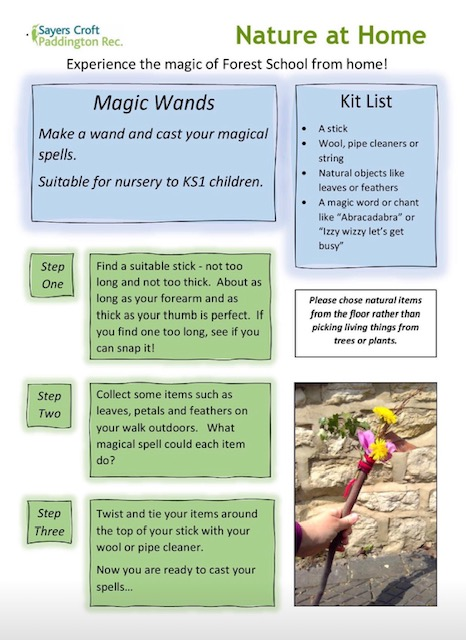 Sayers Croft
Paddington Rec.
Nature at Home
Experience the magic of Forest School from home!
Magic Wands
Make a wand and cast your magical
spells.
Suitable for nursery to KS1 children.
Kit List
• A stick
• Wool, pipe cleaners or
string
• Natural objects like
leaves or feathers
• A magic word or chant
like “Abracadabra” or
“Izzy wizzy let’s get
busy”
Step
One
Find a suitable stick - not too
long and not too thick. About as
long as your forearm and as
thick as your thumb is perfect. If
you find one too long, see if you
can snap it!
Please chose natural items
from the floor rather than
picking living things from
trees or plants.
Step
Two
Collect some items such as
leaves, petals and feathers on
your walk outdoors. What
magical spell could each item
do?
Step
Three
Twist and tie your items around
the top of your stick with your
wool or pipe cleaner.
Now you are ready to cast your
spells…